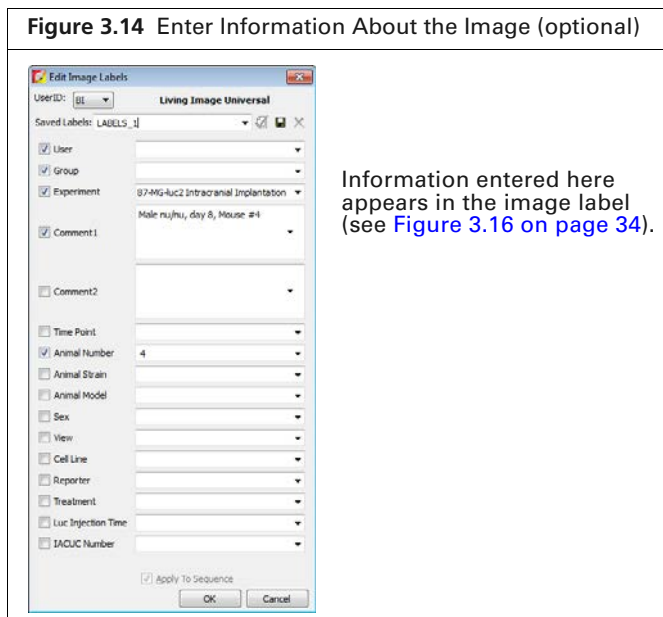 Figure 3.14 Enter Information About the Image (optional)
Edit Image Labels
UserID: BI Living Image Universal
Saved Labels: LABELS_1
User
Group
Experiment 87-MG-luc2 Intracranial Implantation
Comment1 Male nu/nu, day 8, Mouse #4
Comment2
Time Point
Animal Number 4
Animal Strain
Animal Model
Sex
View
Cell Line
Reporter
Treatment
Luc Injection Time
IACUC Number
Apply To Sequence
OK Cancel
Information entered here
appears in the image label
(see Figure 3.16 on page 34).